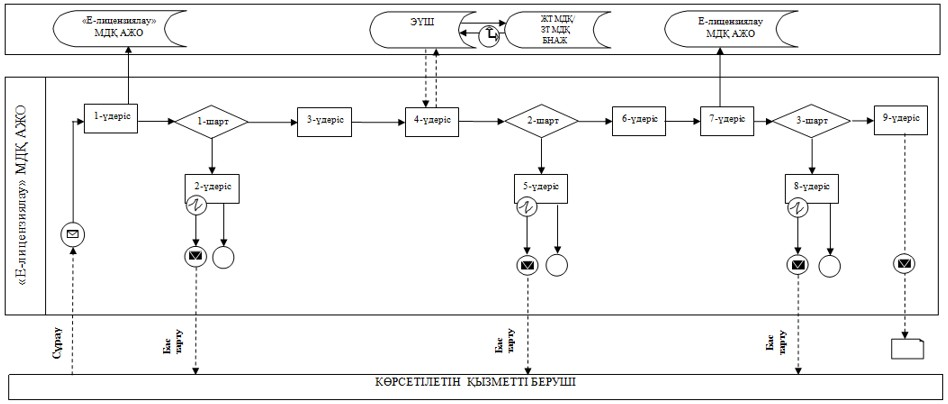 «Е-лицензиялау»
МДҚ АЖО
ЭҮШ
ЖТ МДҚ/
ЗТ МДҚ
БНАЖ
Е-лицензиялау
МДҚ АЖО
«Е-лицензиялау» МДҚ АЖО
1-үдеріс
1-шарт
3-үдеріс
4-үдеріс
2-шарт
6-үдеріс
7-үдеріс
3-шарт
9-үдеріс
2-үдеріс
5-үдеріс
8-үдеріс
Сұрау
Бас
тарту
Бас
тарту
Бас
тарту
КӨРСЕТІЛЕТІН ҚЫЗМЕТТІ БЕРУШІ